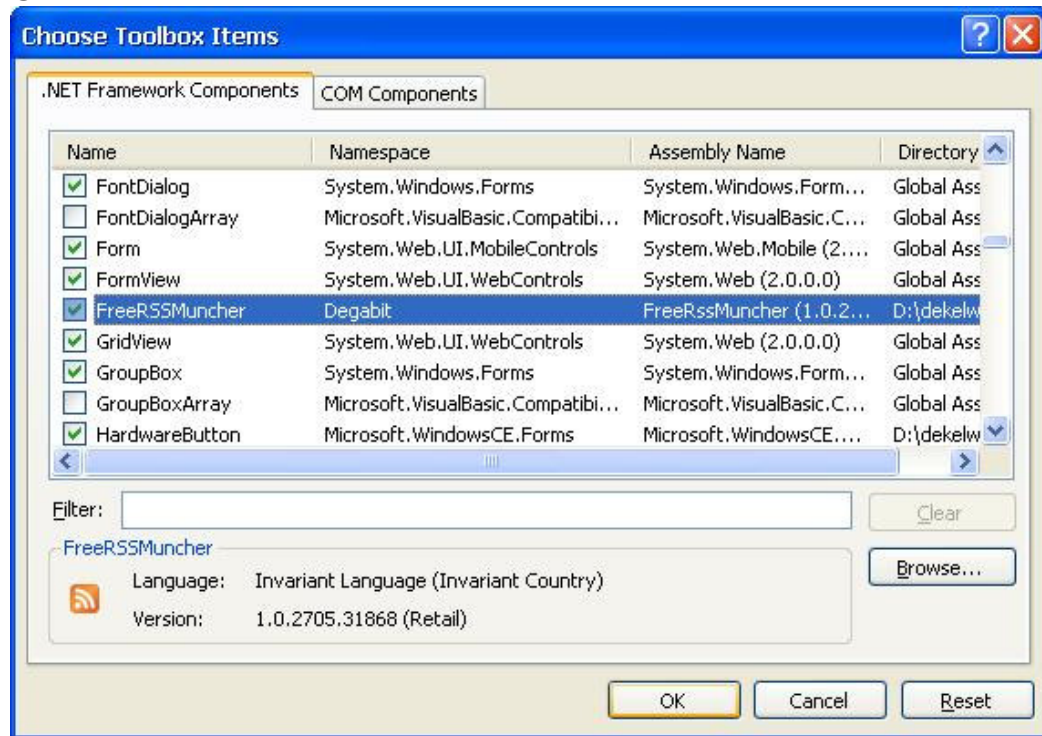 Choose Toolbox Items
.NET Framework Components COM Components
Name Namespace Assembly Name Directory
FontDialog System.Windows.Forms System.Windows.Form... Global Ass
FontDialogArray Microsoft.VisualBasic.Compatibi... Microsoft.VisualBasic.C... Global Ass
Form System.Web.UI.MobileControls System.Web.Mobile (2.... Global Ass
FormView System.Web.UI.WebControls System.Web (2.0.0.0) Global Ass
FreeRSSMuncher Degabit FreeRssMuncher (1.0.2... D:\dekelw
GridView System.Web.UI.WebControls System.Web (2.0.0.0) Global Ass
GroupBox System.Windows.Forms System.Windows.Form... Global Ass
GroupBoxArray Microsoft.VisualBasic.Compatibi... Microsoft.VisualBasic.C... Global Ass
HardwareButton Microsoft.WindowsCE.Forms Microsoft.WindowsCE.... D:\dekelw
Filter: Clear
FreeRSSMuncher
Browse...
Language: Invariant Language (Invariant Country)
Version: 1.0.2705.31868 (Retail)
OK Cancel Reset